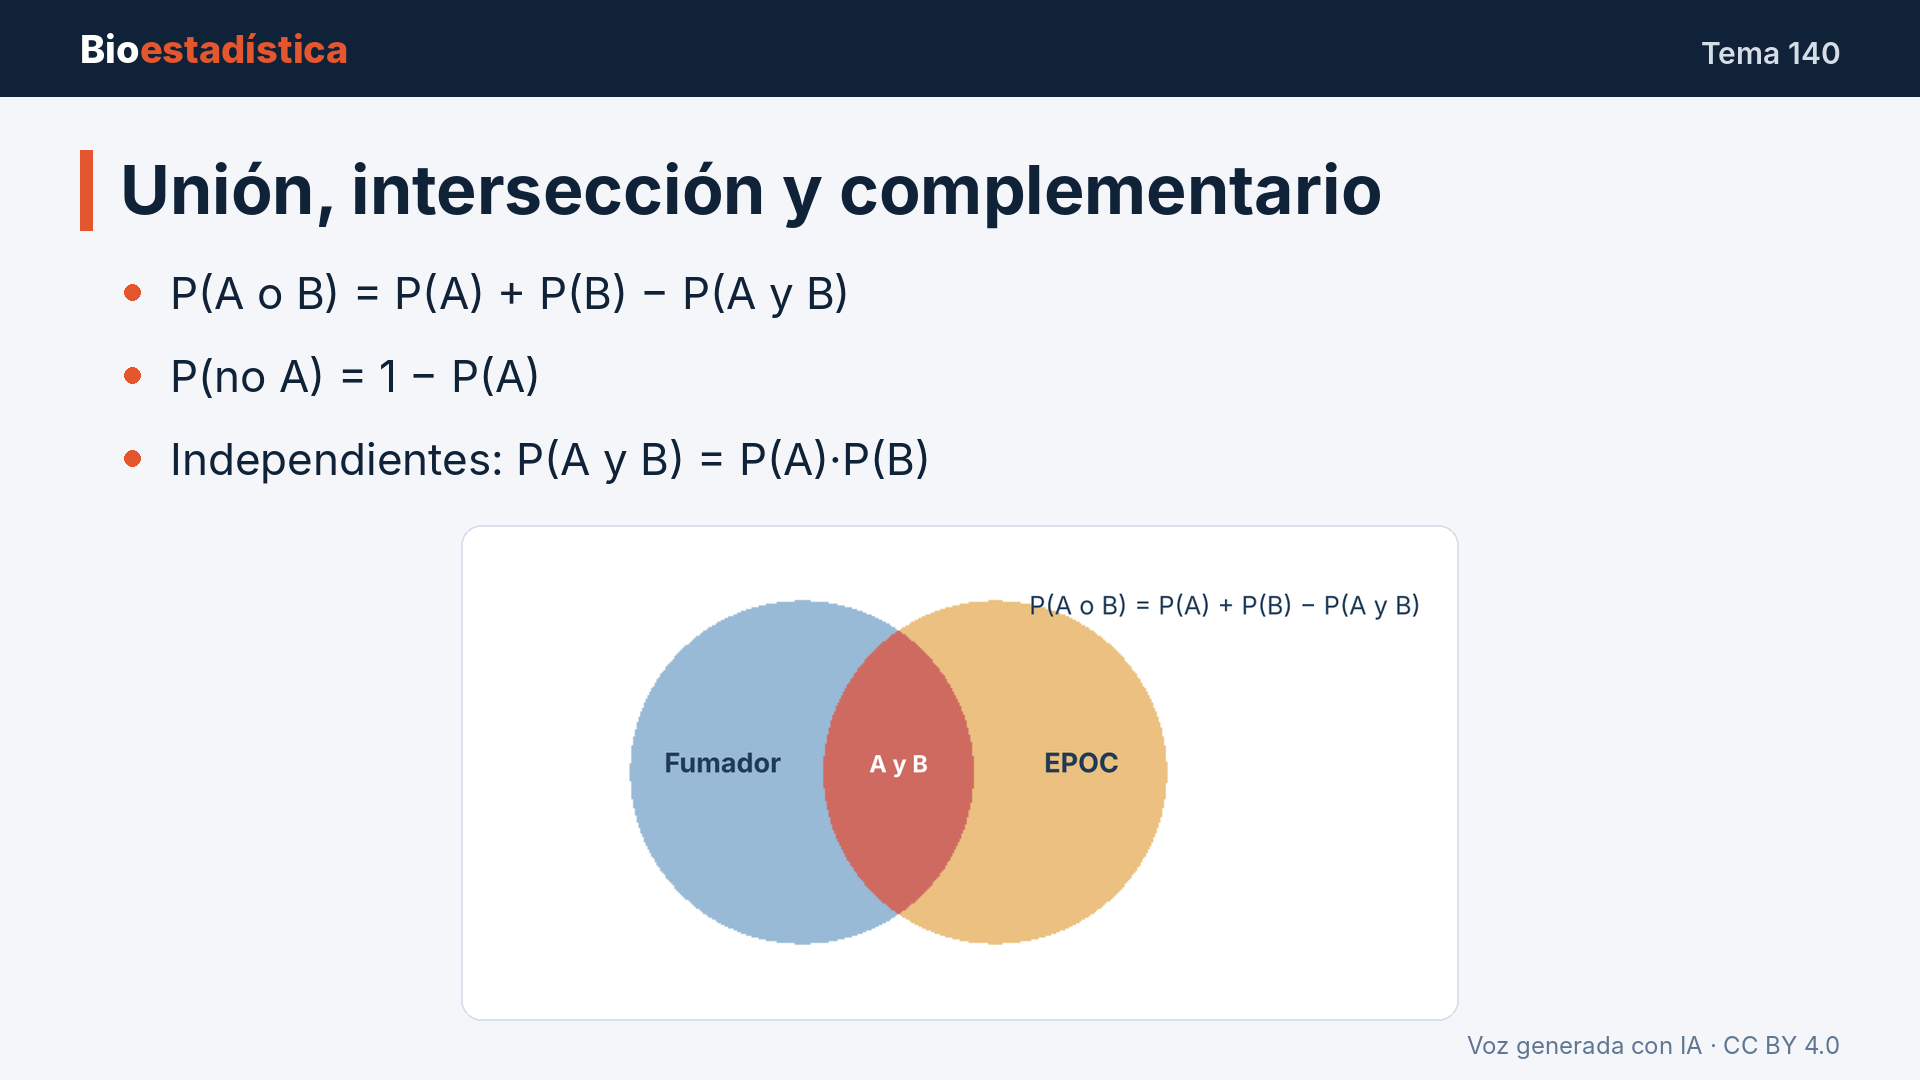 Bioestadística
Tema 140
Unión, intersección y complementario
• P(A o B) = P(A) + P(B) − P(A y B)
• P(no A) = 1 − P(A)
• Independientes: P(A y B) = P(A)·P(B)
P(A o B) = P(A) + P(B) − P(A y B)
Fumador
A y B
EPOC
Voz generada con IA · CC BY 4.0